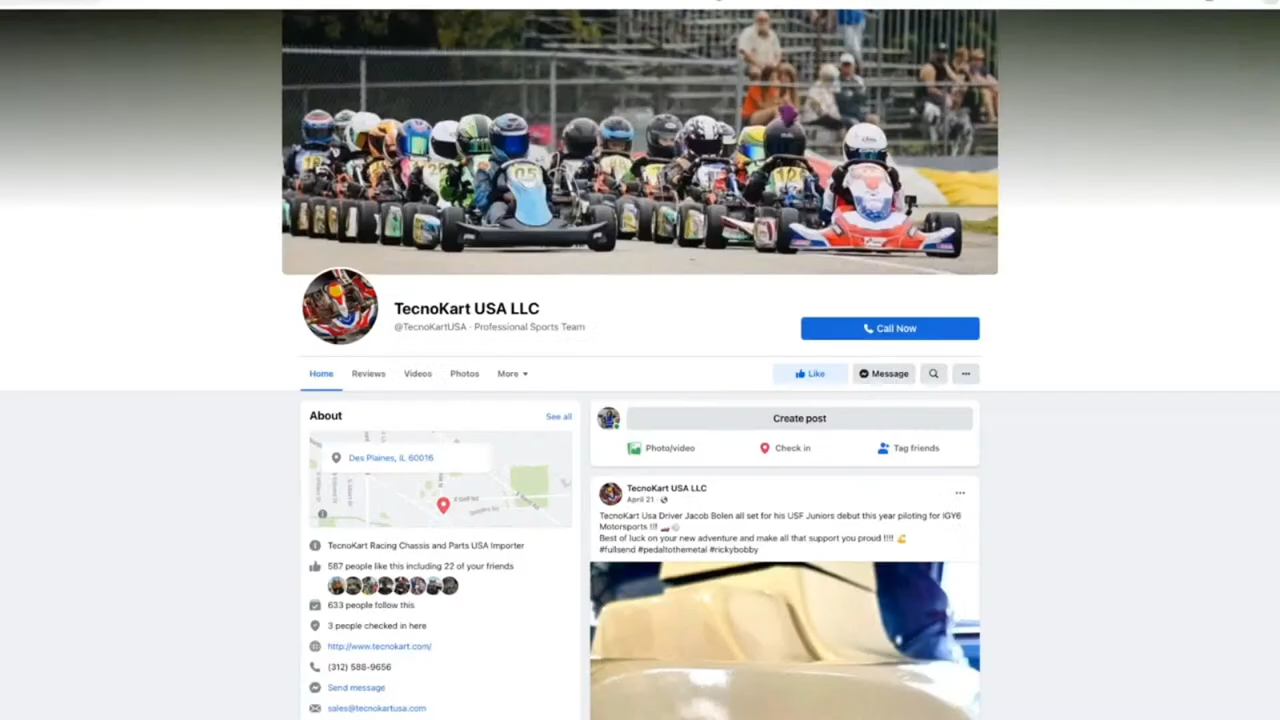 05
TecnoKart USA LLC
@TecnoKartUSA · Professional Sports Team
Call Now
Home Reviews Videos Photos More
Like Message
About See all
Des Plaines, IL 60016
E Golf Rd
TecnoKart Racing Chassis and Parts USA Importer
587 people like this including 22 of your friends
633 people follow this
3 people checked in here
http://www.tecnokart.com/
(312) 588-9656
Send message
sales@tecnokartusa.com
Create post
Photo/video Check in Tag friends
TecnoKart USA LLC
April 21 ·
TecnoKart Usa Driver Jacob Bolen all set for his USF Juniors debut this year piloting for IGY6
Motorsports !!! 🏎️💨
Best of luck on your new adventure and make all that support you proud !!!! 💪
#fullsend #pedaltothemetal #rickybobby